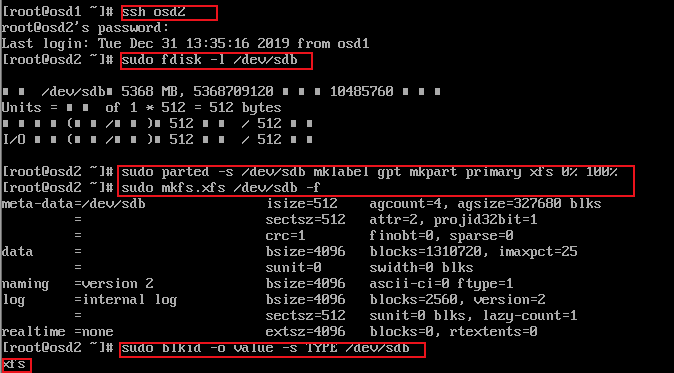 [root@osd1 ~]# ssh osd2
root@osd2's password:
Last login: Tue Dec 31 13:35:16 2019 from osd1
[root@osd2 ~]# sudo fdisk -l /dev/sdb
/dev/sdb 5368 MB, 5368709120 10485760
Units = of 1 * 512 = 512 bytes
( / ) 512 / 512
I/O ( / ) 512 / 512
[root@osd2 ~]# sudo parted -s /dev/sdb mklabel gpt mkpart primary xfs 0% 100%
[root@osd2 ~]# sudo mkfs.xfs /dev/sdb -f
meta-data=/dev/sdb isize=512 agcount=4, agsize=327680 blks
= sectsz=512 attr=2, projid32bit=1
= crc=1 finobt=0, sparse=0
data = bsize=4096 blocks=1310720, imaxpct=25
= sunit=0 swidth=0 blks
naming =version 2 bsize=4096 ascii-ci=0 ftype=1
log =internal log bsize=4096 blocks=2560, version=2
= sectsz=512 sunit=0 blks, lazy-count=1
realtime =none extsz=4096 blocks=0, rtextents=0
[root@osd2 ~]# sudo blkid -o value -s TYPE /dev/sdb
xfs